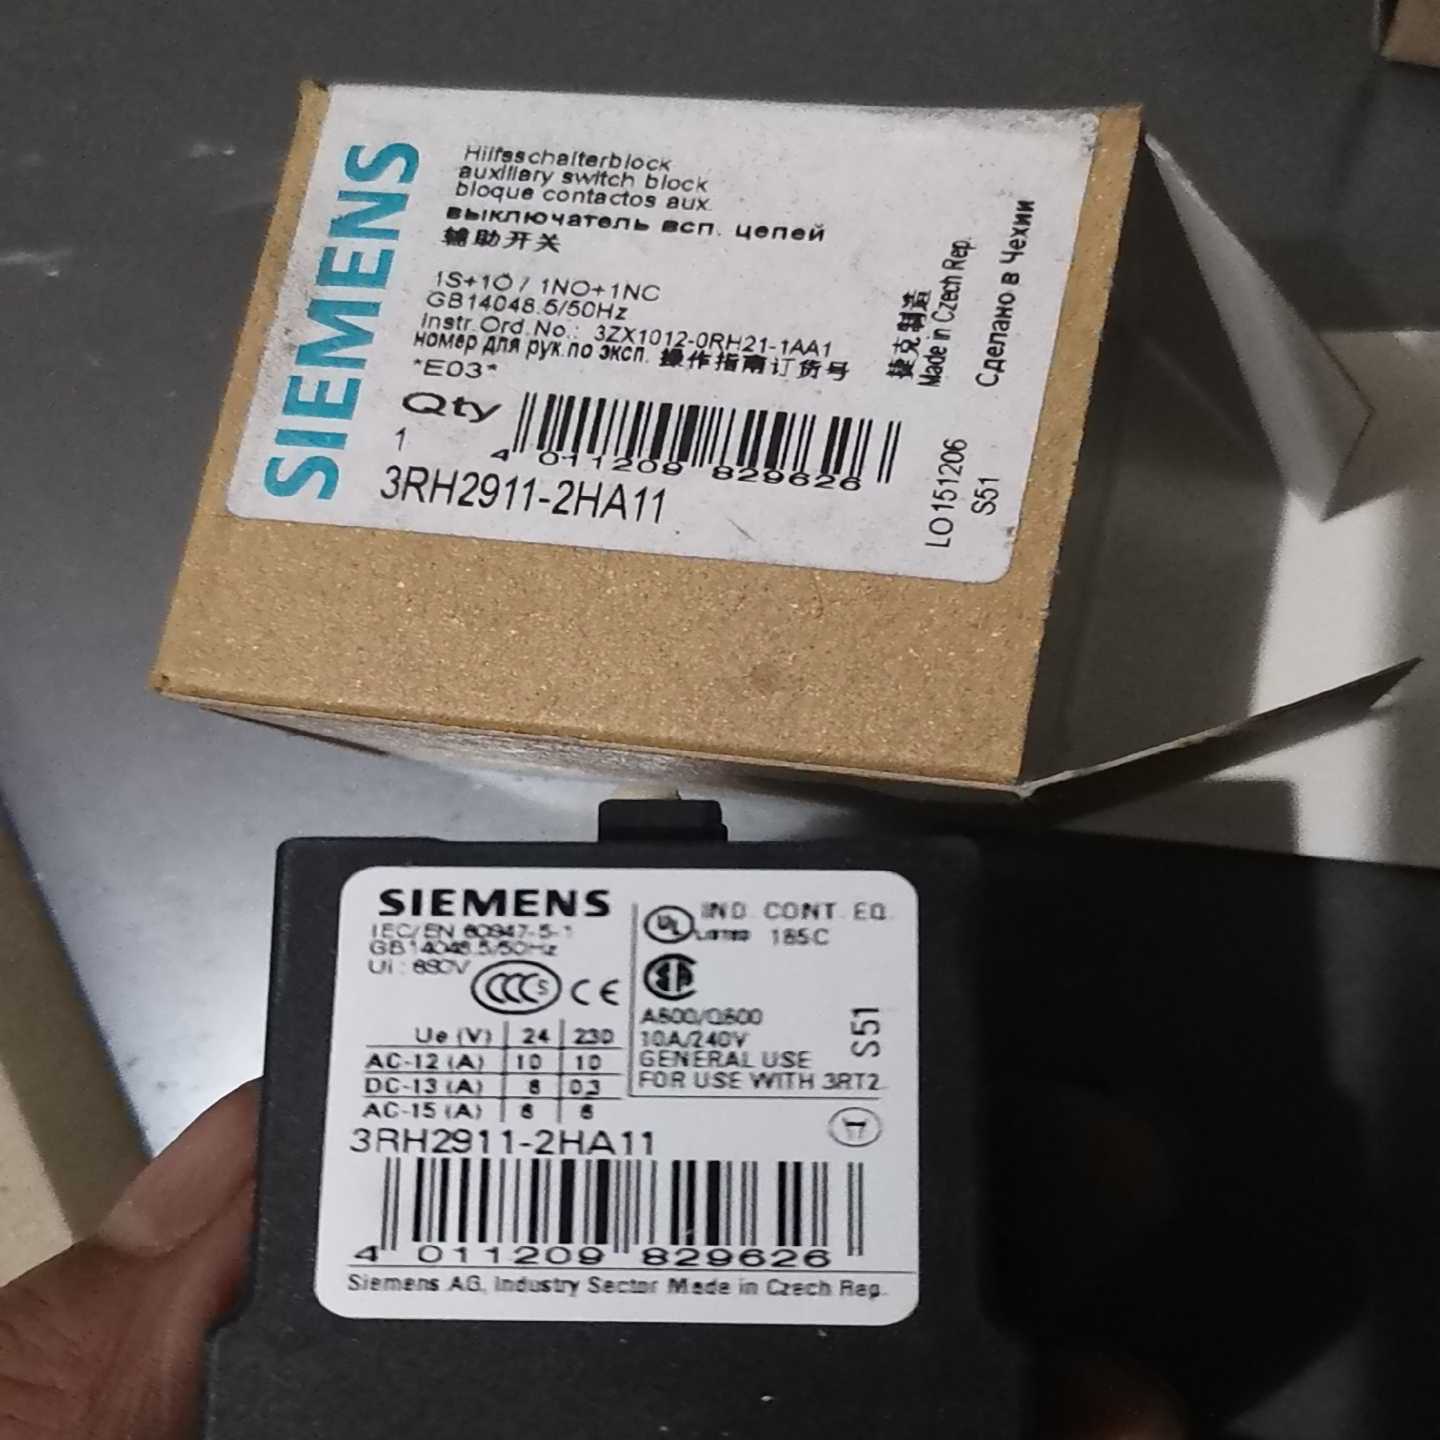 SIEMENS
Hilfsschalterblock
auxiliary switch block
bloque contactos aux.
выключатель всп. цепей
辅助开关
1S+1Ö / 1NO+1NC
GB14048.5/50Hz
Instr.Ord.No.: 3ZX1012-0RH21-1AA1
номер для рук.по эксп. 操作指南订货号
*E03*
Qty
1
4 011209 829626
3RH2911-2HA11
捷克制造
Made in Czech Rep.
Сделано в Чехии
LO151206
S51
SIEMENS
IEC/EN 60947-5-1
GB14048.5/50Hz
Ui : 690V
CCC S CE
UL LISTED IND. CONT. EQ.
185C
A600/Q600
10A/240V
GENERAL USE
FOR USE WITH 3RT2
S51
Ue (V) 24 230
AC-12 (A) 10 10
DC-13 (A) 6 0.3
AC-15 (A) 6 6
3RH2911-2HA11
4 011209 829626
Siemens AG, Industry Sector Made in Czech Rep.